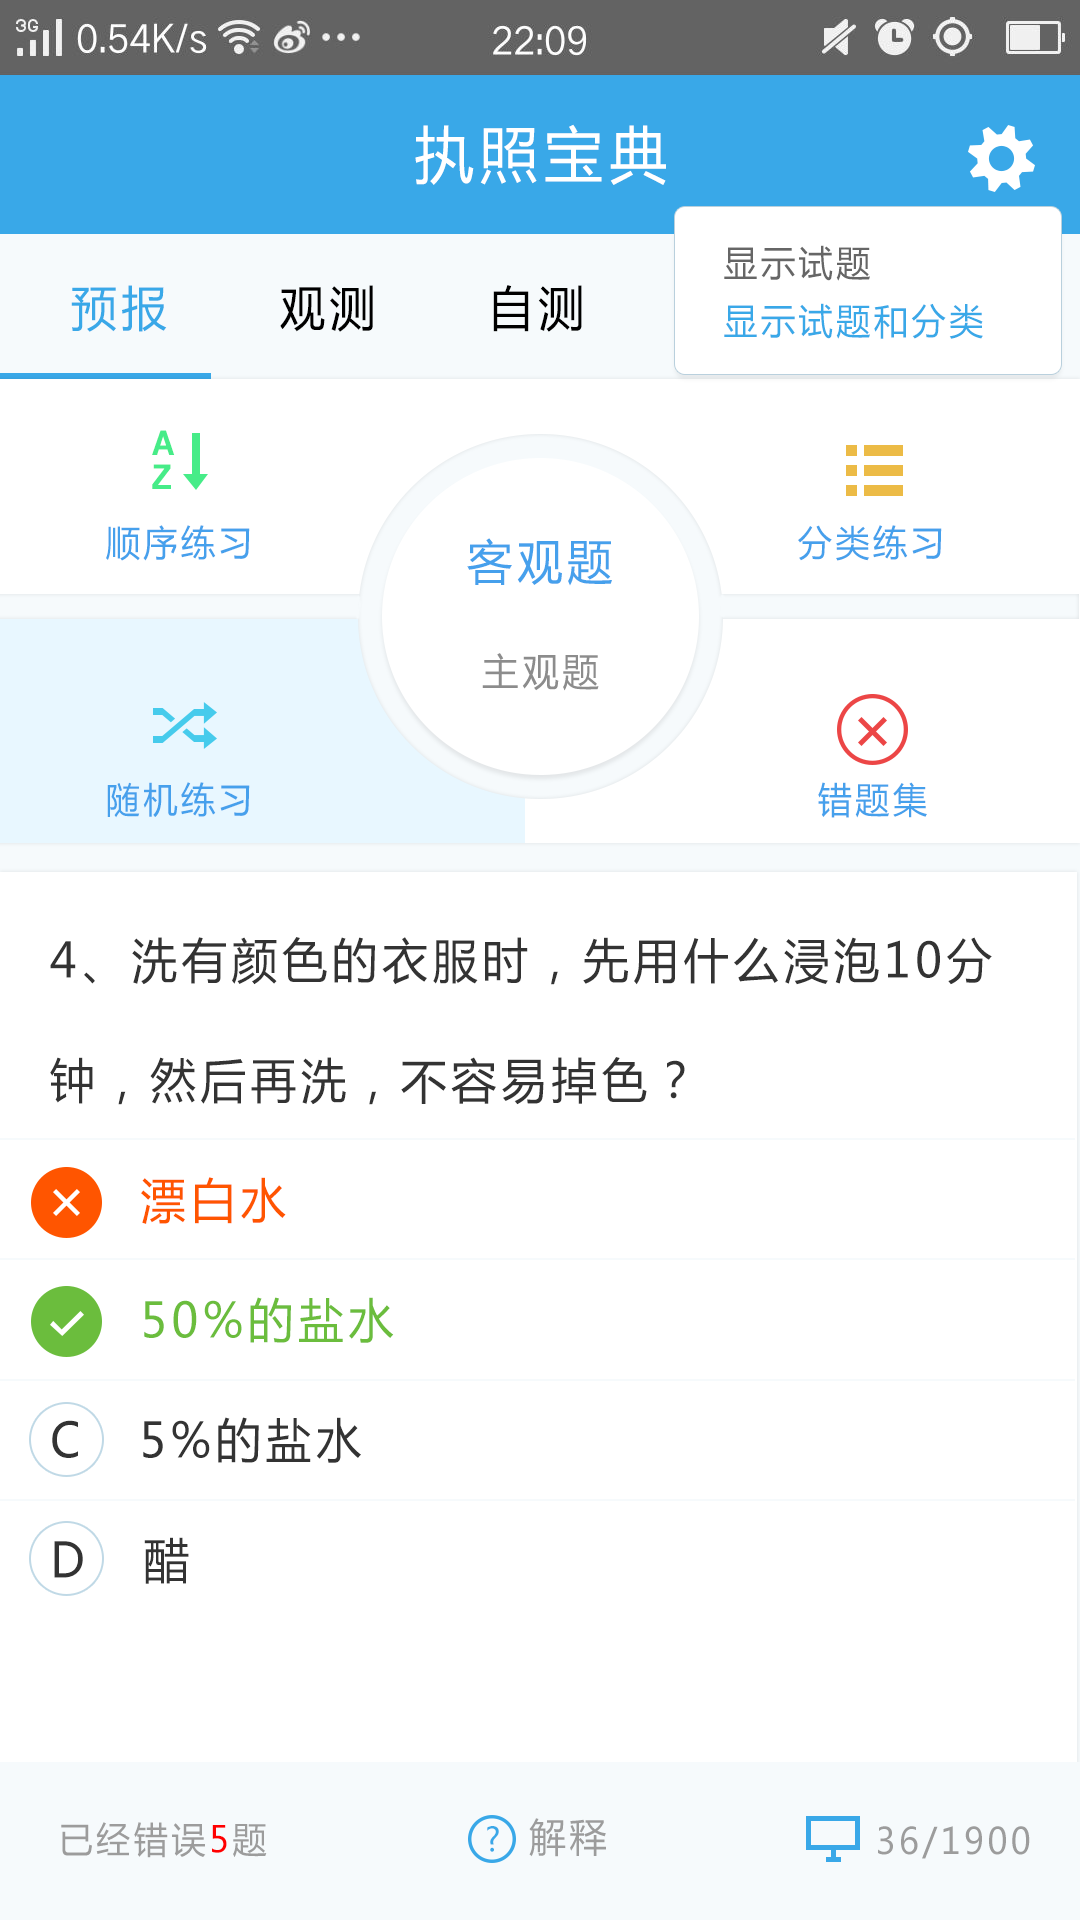 3G 0.54K/s 22:09
执照宝典
显示试题
显示试题和分类
预报 观测 自测
A
Z
顺序练习
分类练习
客观题
主观题
随机练习
错题集
4、洗有颜色的衣服时，先用什么浸泡10分
钟，然后再洗，不容易掉色？
漂白水
50%的盐水
C 5%的盐水
D 醋
已经错误5题 ? 解释 36/1900